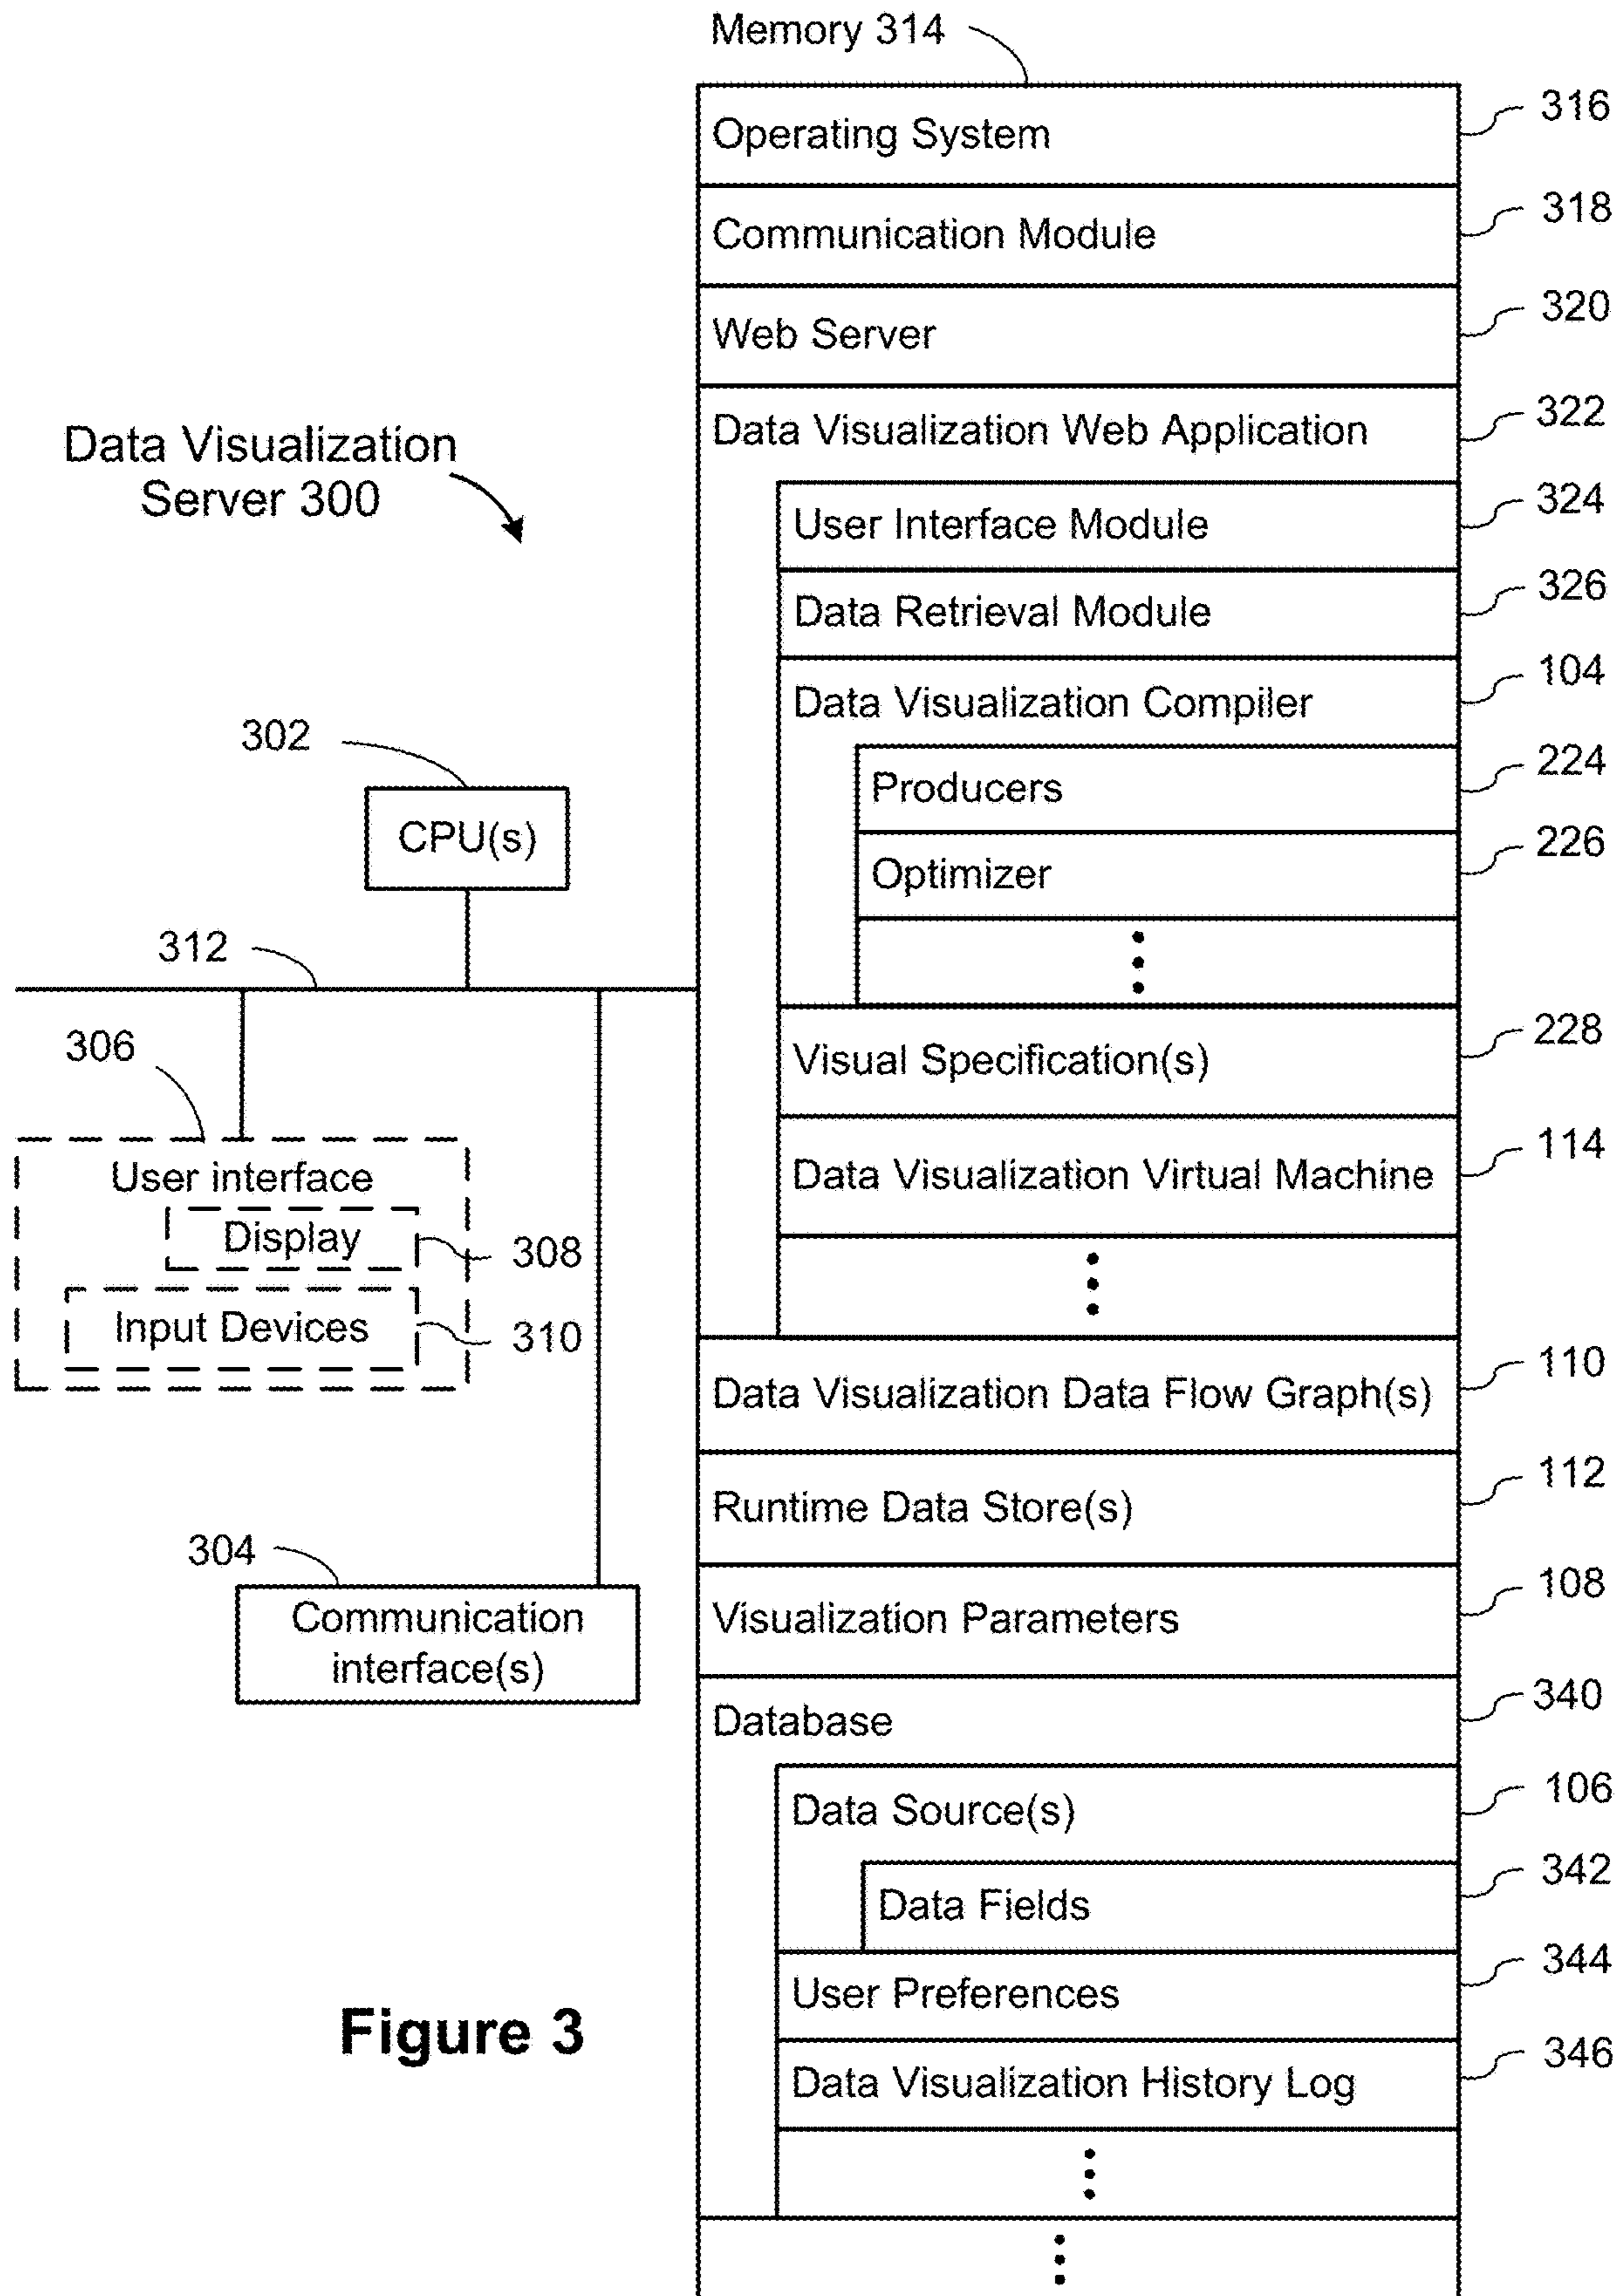 Memory 314
Operating System 316
Communication Module 318
Web Server 320
Data Visualization Web Application 322
User Interface Module 324
Data Retrieval Module 326
Data Visualization Compiler 104
Producers 224
Optimizer 226
Visual Specification(s) 228
Data Visualization Virtual Machine 114
Data Visualization Data Flow Graph(s) 110
Runtime Data Store(s) 112
Visualization Parameters 108
Database 340
Data Source(s) 106
Data Fields 342
User Preferences 344
Data Visualization History Log 346
Data Visualization
Server 300
302
CPU(s)
312
306
User interface
Display 308
Input Devices 310
304
Communication
interface(s)
Figure 3